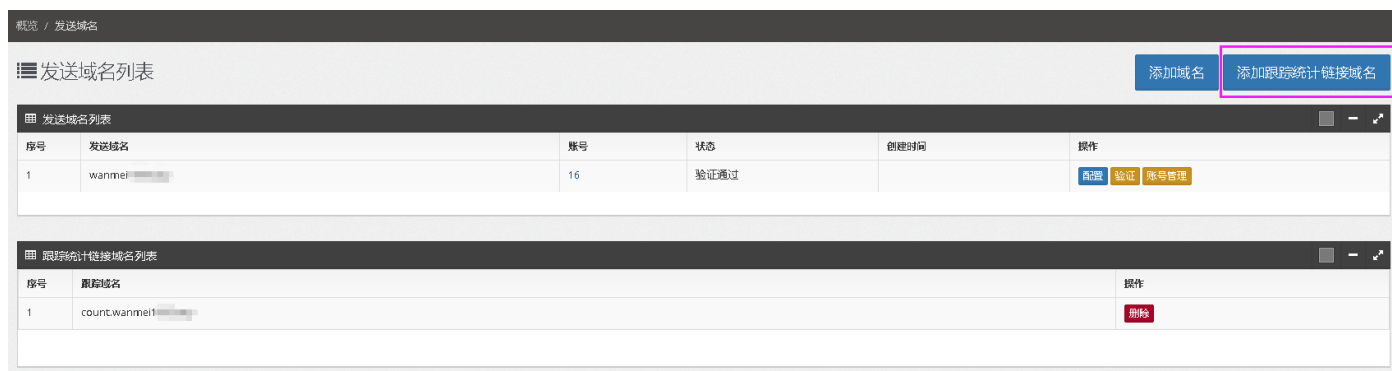 概览 / 发送域名
发送域名列表
添加域名 添加跟踪统计链接域名
发送域名列表
序号 发送域名 账号 状态 创建时间 操作
1 wanmei 16 验证通过 配置 验证 账号管理
跟踪统计链接域名列表
序号 跟踪域名 操作
1 count.wanmei1 删除